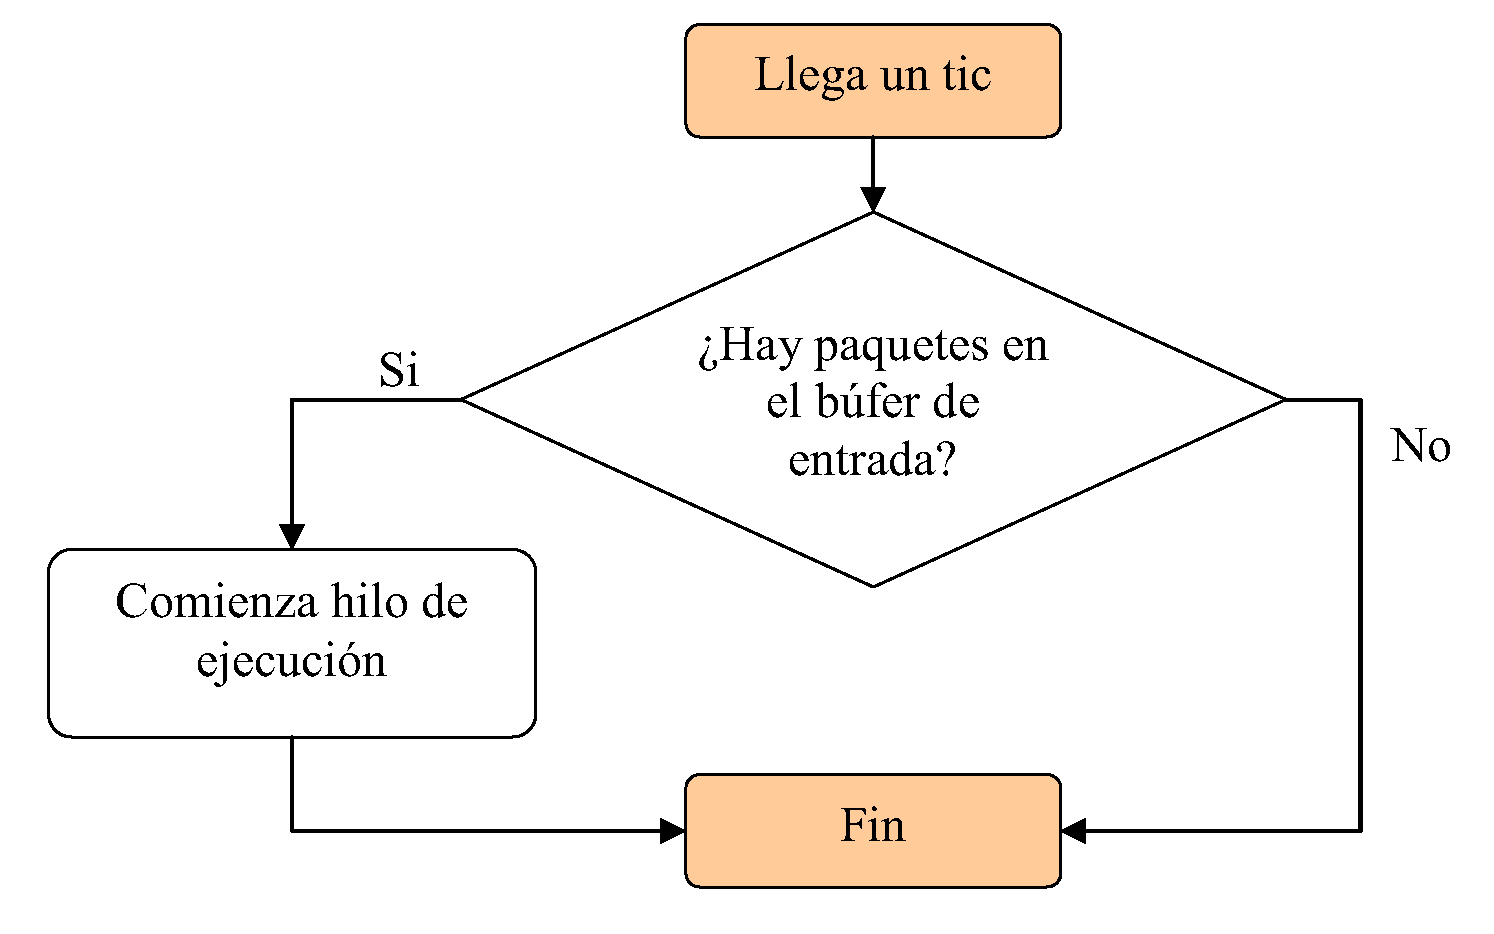 Llega un tic
¿Hay paquetes en
el búfer de
entrada?
Si
No
Comienza hilo de
ejecución
Fin